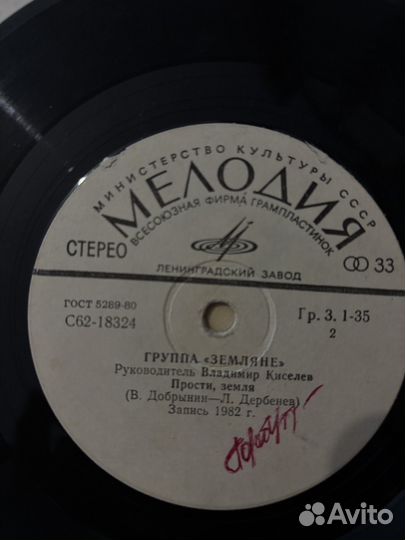 МИНИСТЕРСТВО КУЛЬТУРЫ СССР
МЕЛОДИЯ
ВСЕСОЮЗНАЯ ФИРМА ГРАМПЛАСТИНОК
СТЕРЕО
33
ЛЕНИНГРАДСКИЙ ЗАВОД
ГОСТ 5289-80
С62-18324
Гр. 3. 1-35
2
ГРУППА «ЗЕМЛЯНЕ»
Руководитель Владимир Киселев
Прости, земля
(В. Добрынин—Л. Дербенев)
Запись 1982 г.
Avito